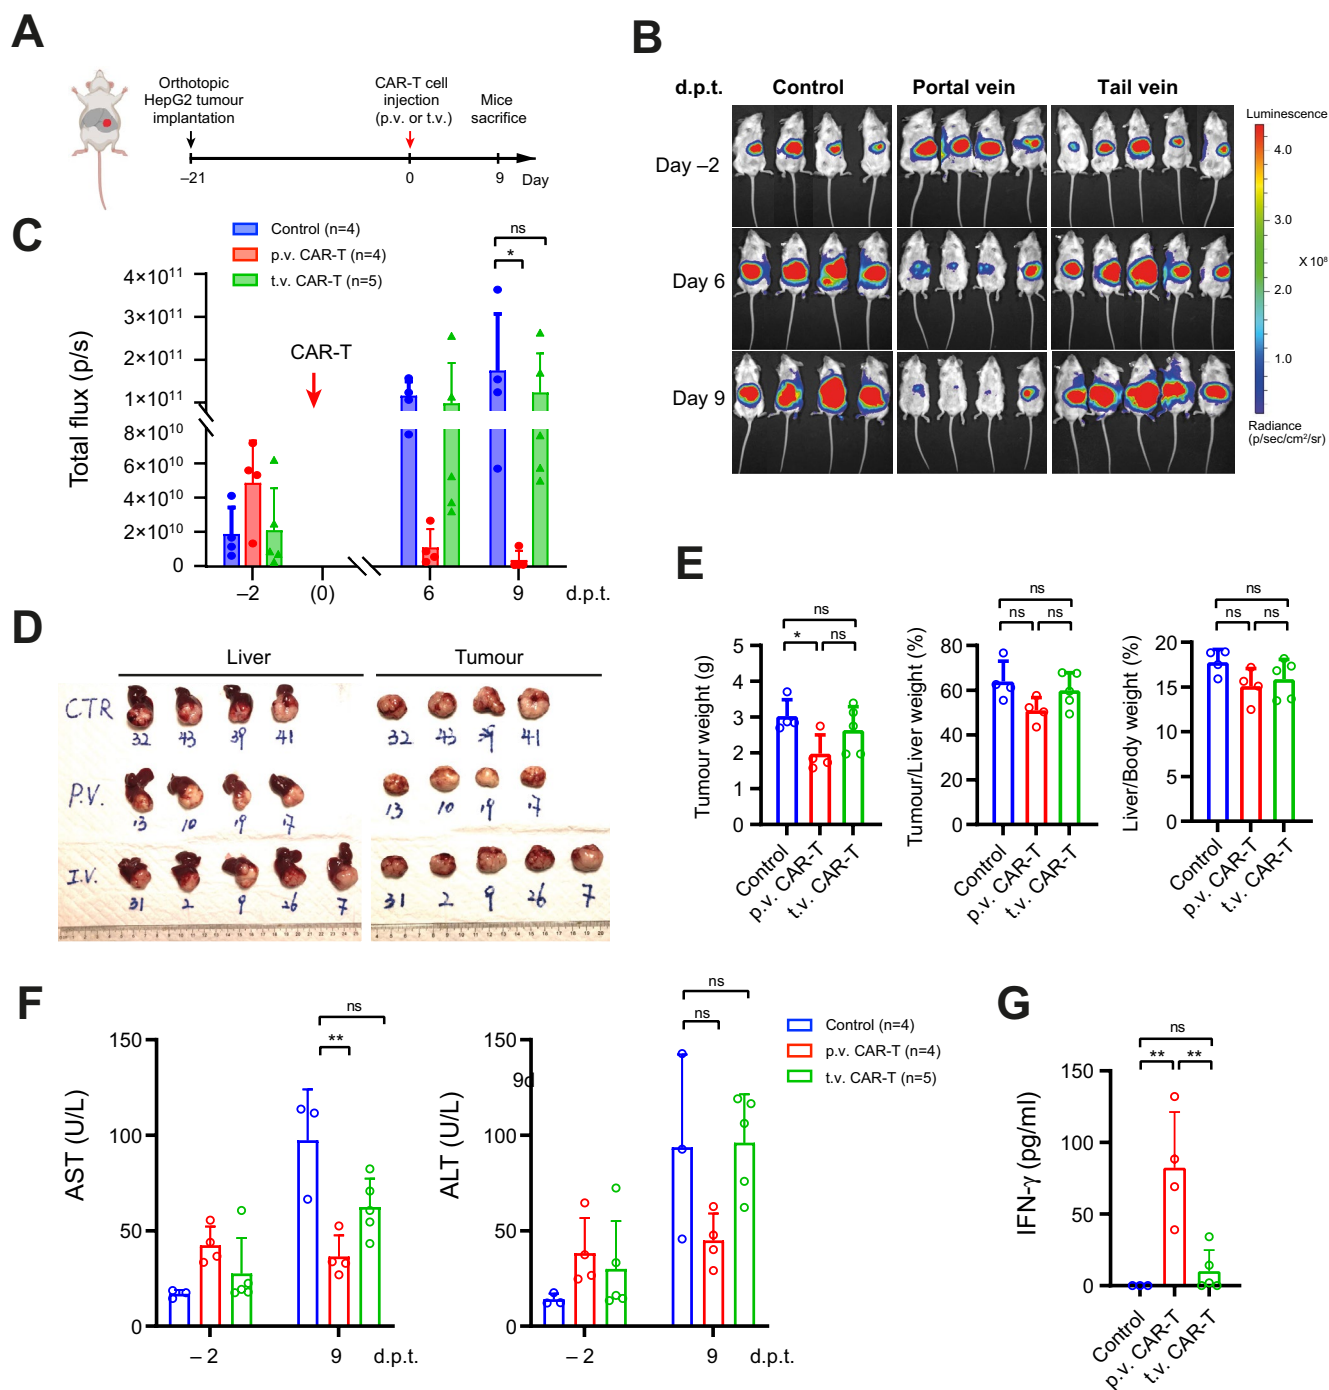 A
Orthotopic
HepG2 tumour
implantation
CAR-T cell
injection
(p.v. or t.v.)
Mice
sacrifice
–21
0
9
Day
B
d.p.t.
Control
Portal vein
Tail vein
Day –2
Day 6
Day 9
Luminescence
4.0
3.0
2.0
1.0
X 10⁸
Radiance
(p/sec/cm²/sr)
C
Control (n=4)
p.v. CAR-T (n=4)
t.v. CAR-T (n=5)
ns
*
CAR-T
Total flux (p/s)
4×10¹¹
3×10¹¹
2×10¹¹
1×10¹¹
8×10¹⁰
6×10¹⁰
4×10¹⁰
2×10¹⁰
0
–2
(0)
6
9
d.p.t.
D
Liver
Tumour
CTR
32 43 39 41
32 43 39 41
P.V.
13 10 19 17
13 10 19 17
I.V.
31 2 9 26 7
31 2 9 26 7
E
ns
* ns
Tumour weight (g)
5
4
3
2
1
0
Control
p.v. CAR-T
t.v. CAR-T
ns
ns ns
Tumour/Liver weight (%)
80
60
40
20
0
Control
p.v. CAR-T
t.v. CAR-T
ns
ns ns
Liver/Body weight (%)
20
15
10
5
0
Control
p.v. CAR-T
t.v. CAR-T
F
ns
**
AST (U/L)
150
100
50
0
– 2
9
d.p.t.
ns
ns
9d
ALT (U/L)
150
100
50
0
– 2
9
d.p.t.
Control (n=4)
p.v. CAR-T (n=4)
t.v. CAR-T (n=5)
G
ns
** **
IFN-γ (pg/ml)
150
100
50
0
Control
p.v. CAR-T
t.v. CAR-T